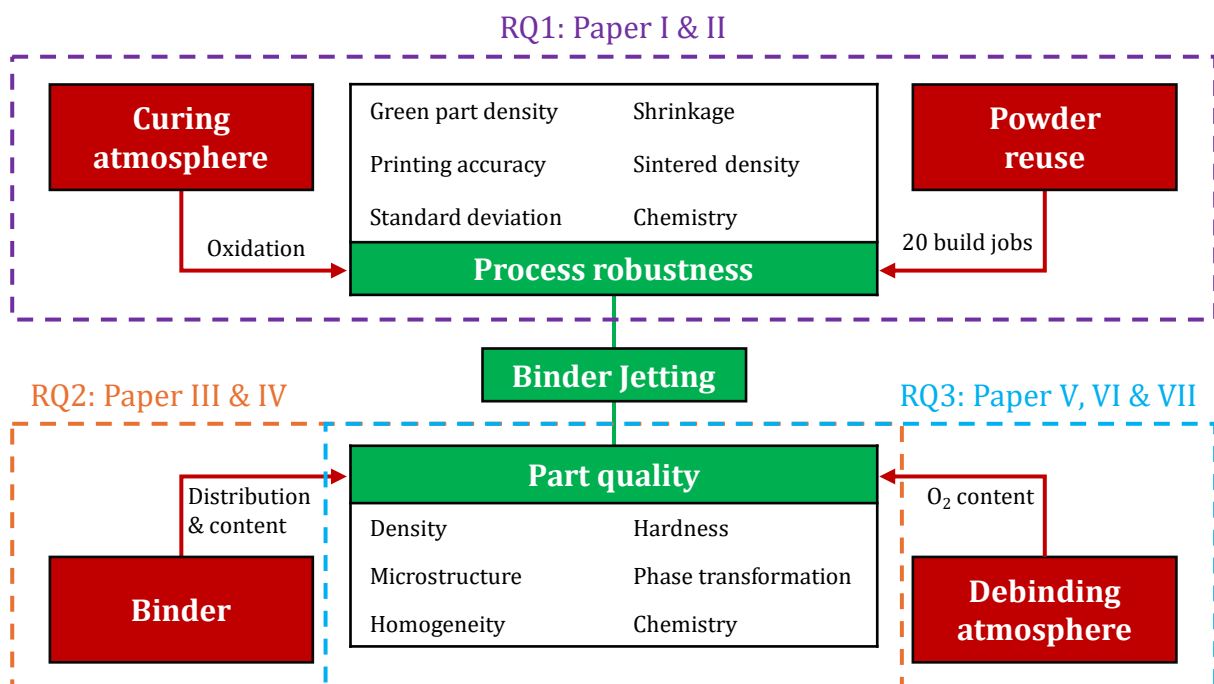 RQ1: Paper I & II
Curing
atmosphere
Oxidation
Green part density
Shrinkage
Printing accuracy
Sintered density
Standard deviation
Chemistry
Process robustness
Powder
reuse
20 build jobs
Binder Jetting
RQ2: Paper III & IV
RQ3: Paper V, VI & VII
Distribution
& content
Binder
Part quality
Density
Hardness
Microstructure
Phase transformation
Homogeneity
Chemistry
O₂ content
Debinding
atmosphere